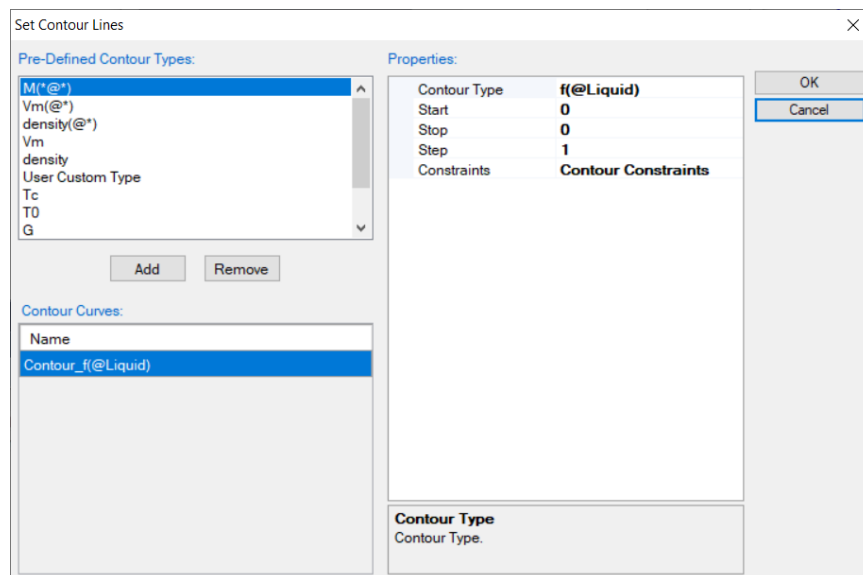 Set Contour Lines
Pre-Defined Contour Types:
M(*@*)
Vm(@*)
density(@*)
Vm
density
User Custom Type
Tc
T0
G
Add Remove
Contour Curves:
Name
Contour_f(@Liquid)
Properties:
Contour Type f(@Liquid)
Start 0
Stop 0
Step 1
Constraints Contour Constraints
Contour Type
Contour Type.
OK
Cancel